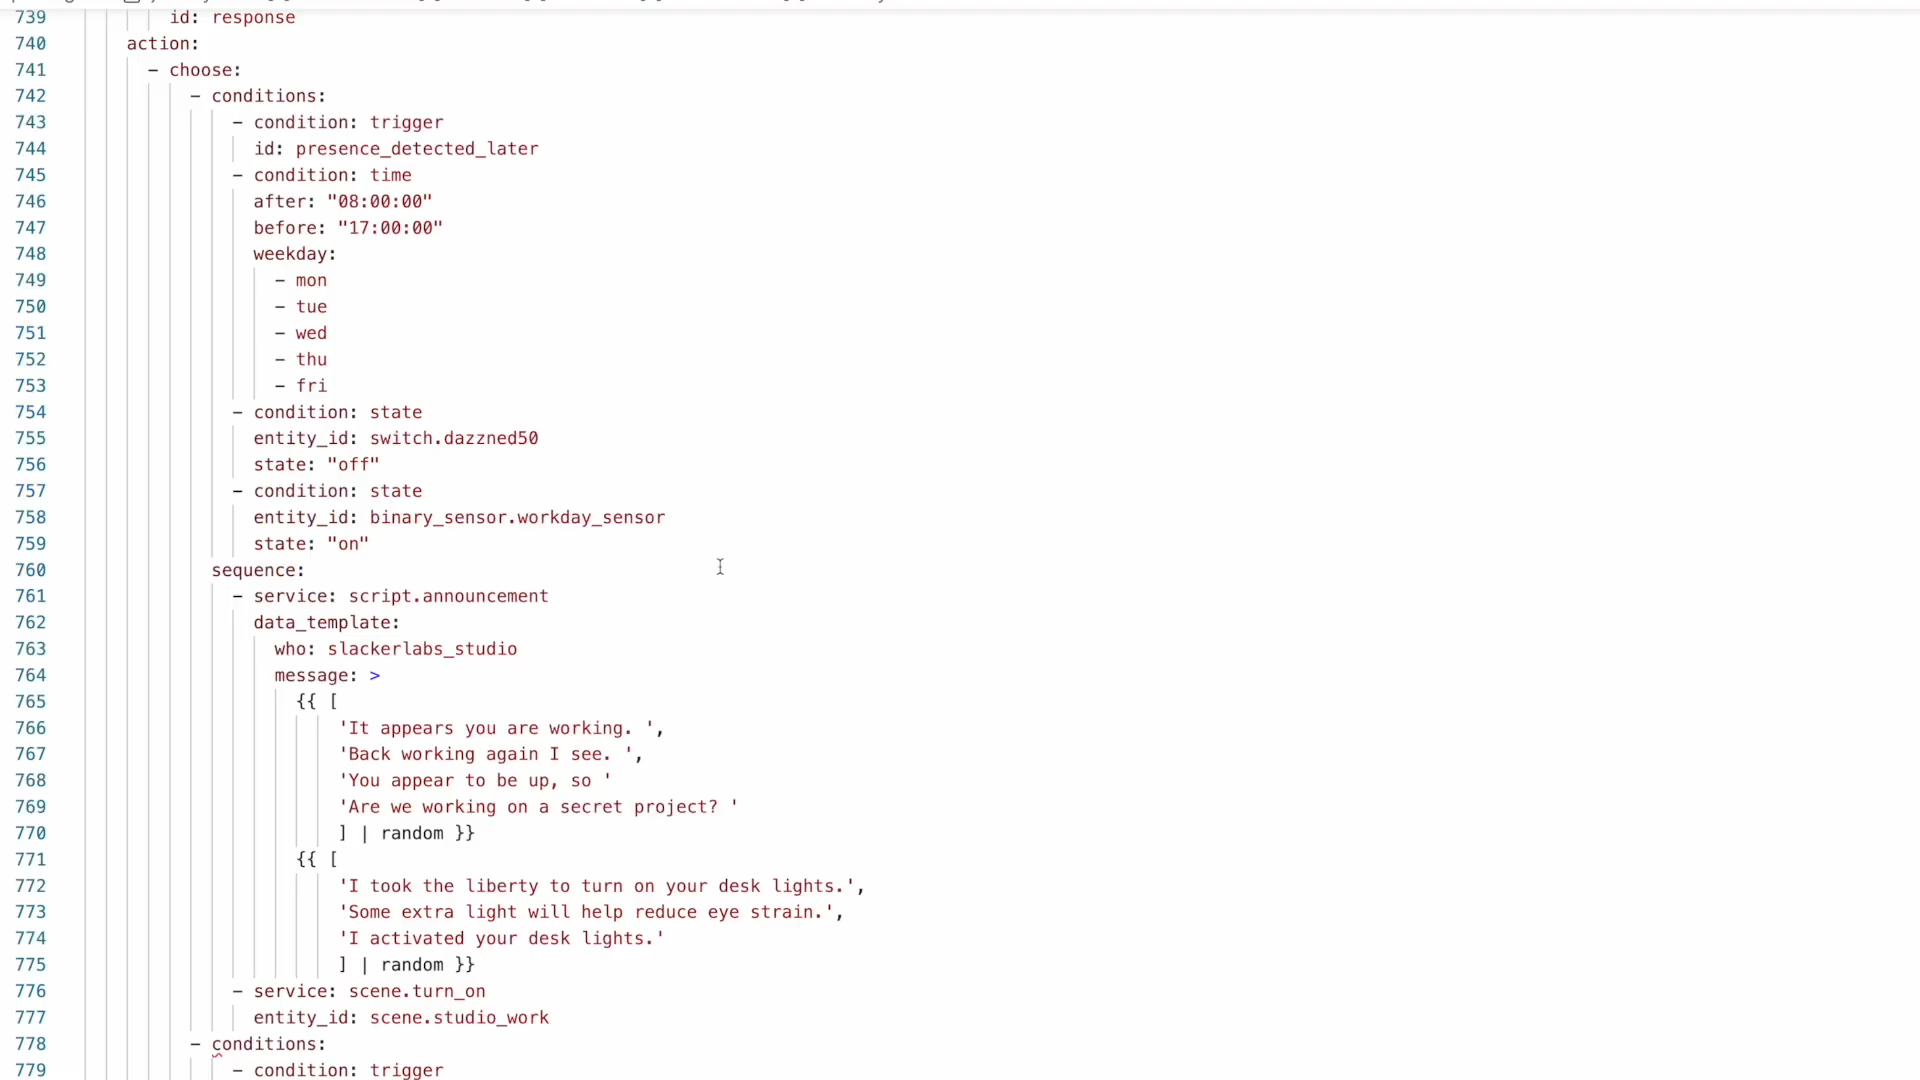 739 id: response
740 action:
741 - choose:
742 - conditions:
743 - condition: trigger
744 id: presence_detected_later
745 - condition: time
746 after: "08:00:00"
747 before: "17:00:00"
748 weekday:
749 - mon
750 - tue
751 - wed
752 - thu
753 - fri
754 - condition: state
755 entity_id: switch.dazzned50
756 state: "off"
757 - condition: state
758 entity_id: binary_sensor.workday_sensor
759 state: "on"
760 sequence:
761 - service: script.announcement
762 data_template:
763 who: slackerlabs_studio
764 message: >
765 {{ [
766 'It appears you are working. ',
767 'Back working again I see. ',
768 'You appear to be up, so '
769 'Are we working on a secret project? '
770 ] | random }}
771 {{ [
772 'I took the liberty to turn on your desk lights.',
773 'Some extra light will help reduce eye strain.',
774 'I activated your desk lights.'
775 ] | random }}
776 - service: scene.turn_on
777 entity_id: scene.studio_work
778 - conditions:
779 - condition: trigger